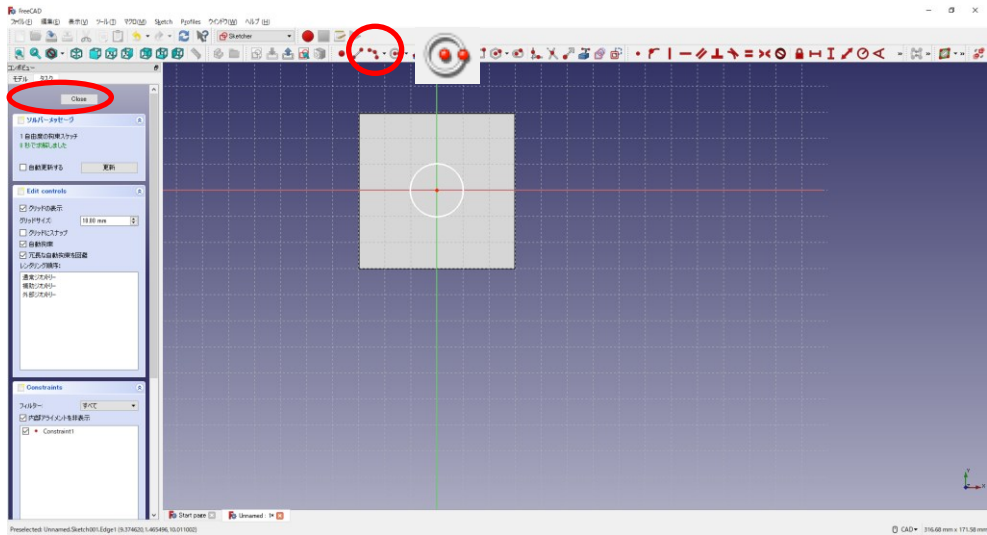 FreeCAD
ファイル(F) 編集(E) 表示(V) ツール(T) マクロ(M) Sketch Profiles ウィンドウ(W) ヘルプ(H)
Sketcher
コンボビュー
モデル タスク
Close
ソルバーメッセージ
1 自由度の拘束スケッチ
0 秒で求解しました
自動更新する 更新
Edit controls
グリッドの表示
グリッドサイズ: 10.00 mm
グリッドにスナップ
自動拘束
冗長な自動拘束を回避
レンダリング順序:
通常ジオメトリー
補助ジオメトリー
外部ジオメトリー
Constraints
フィルター: すべて
内部アライメントを非表示
Constraint1
Y
X
Start page Unnamed : 1*
Preselected: Unnamed.Sketch001.Edge1 (9.374620,1.465496,10.011002) CAD 316.68 mm x 171.58 mm